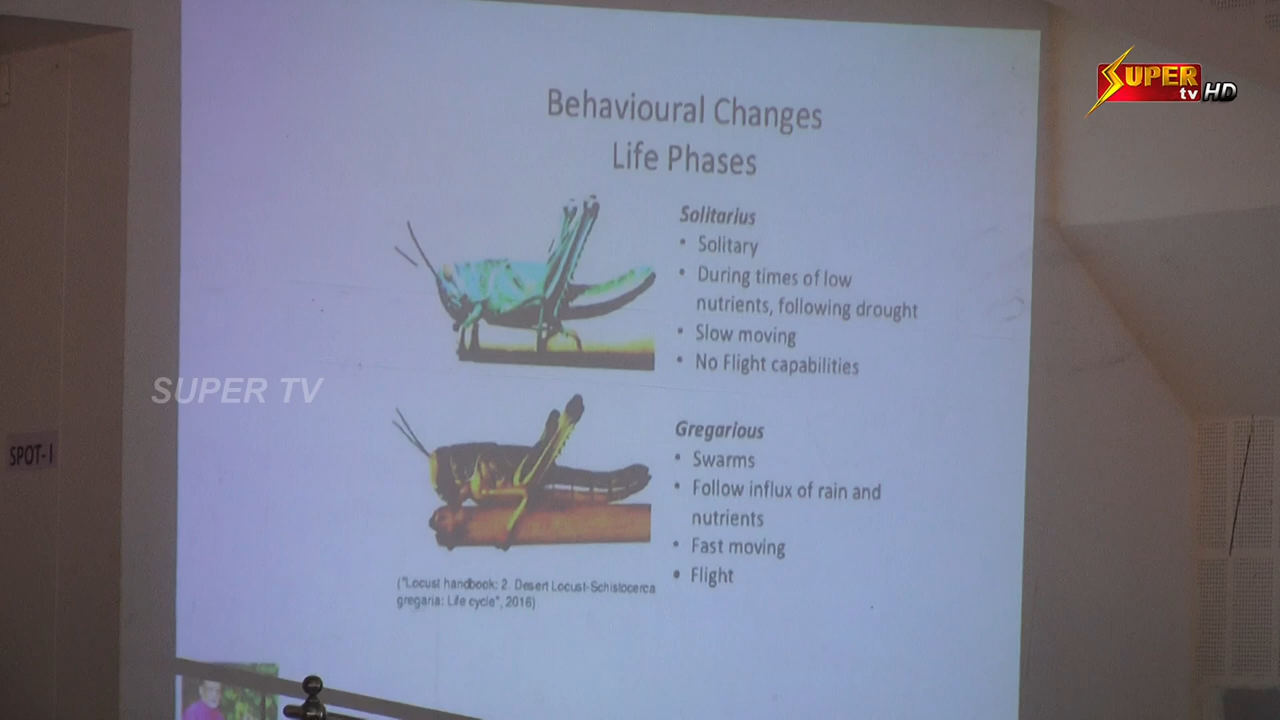 SUPER
tv HD
Behavioural Changes
Life Phases
Solitarius
• Solitary
• During times of low
nutrients, following drought
• Slow moving
• No Flight capabilities
SUPER TV
Gregarious
• Swarms
• Follow influx of rain and
nutrients
• Fast moving
• Flight
SPOT-I
("Locust handbook: 2. Desert Locust-Schistocerca
gregaria: Life cycle", 2016)